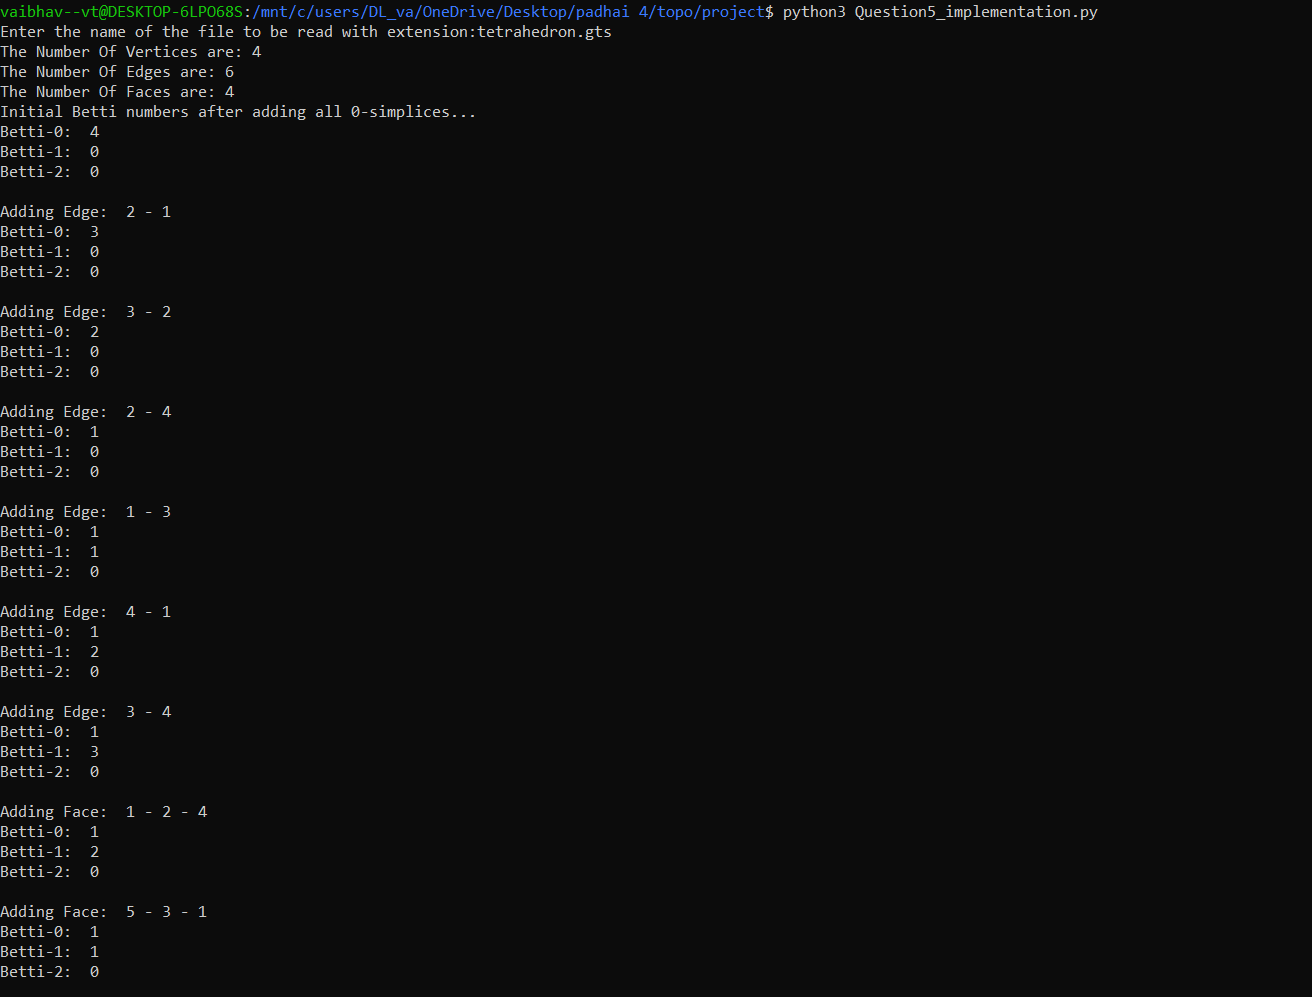 vaibhav--vt@DESKTOP-6LPO68S:/mnt/c/users/DL_va/OneDrive/Desktop/padhai 4/topo/project$ python3 Question5_implementation.py
Enter the name of the file to be read with extension:tetrahedron.gts
The Number Of Vertices are: 4
The Number Of Edges are: 6
The Number Of Faces are: 4
Initial Betti numbers after adding all 0-simplices...
Betti-0:  4
Betti-1:  0
Betti-2:  0

Adding Edge:  2 - 1
Betti-0:  3
Betti-1:  0
Betti-2:  0

Adding Edge:  3 - 2
Betti-0:  2
Betti-1:  0
Betti-2:  0

Adding Edge:  2 - 4
Betti-0:  1
Betti-1:  0
Betti-2:  0

Adding Edge:  1 - 3
Betti-0:  1
Betti-1:  1
Betti-2:  0

Adding Edge:  4 - 1
Betti-0:  1
Betti-1:  2
Betti-2:  0

Adding Edge:  3 - 4
Betti-0:  1
Betti-1:  3
Betti-2:  0

Adding Face:  1 - 2 - 4
Betti-0:  1
Betti-1:  2
Betti-2:  0

Adding Face:  5 - 3 - 1
Betti-0:  1
Betti-1:  1
Betti-2:  0